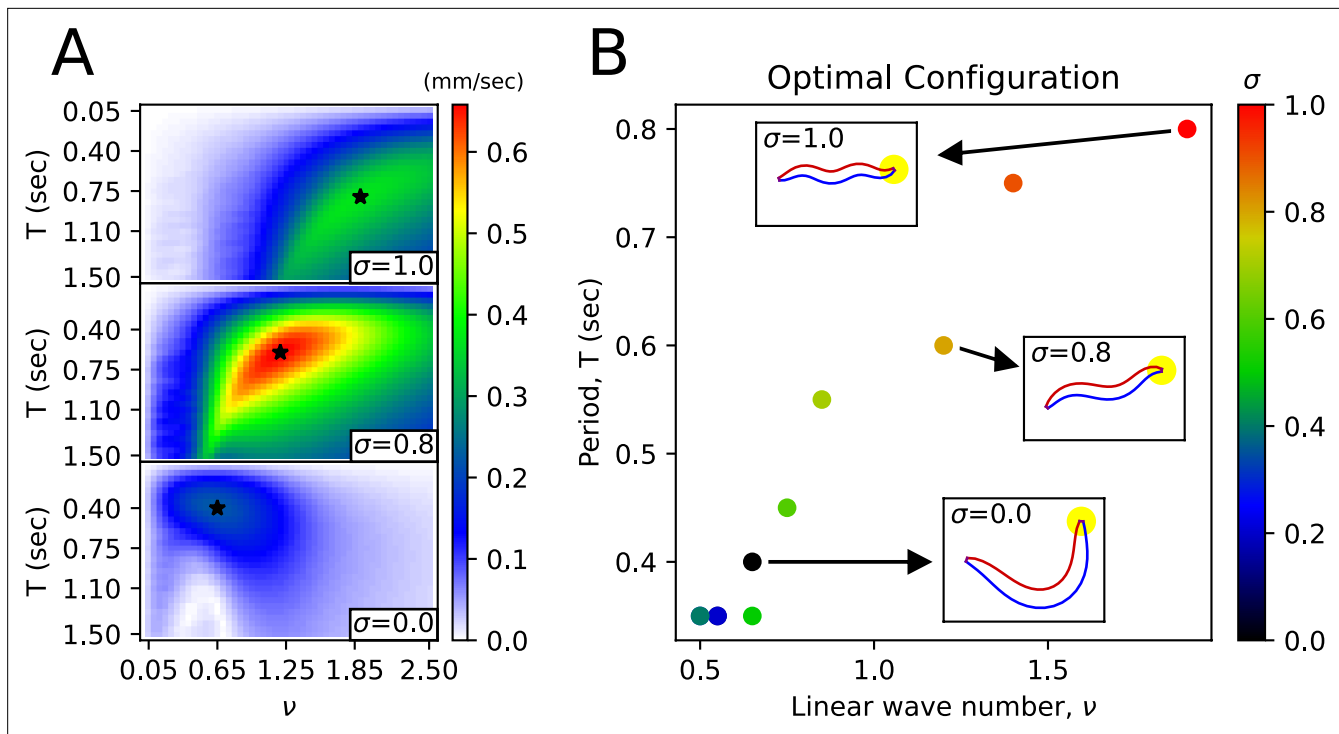 A
(mm/sec)
T (sec)
0.05
0.40
0.75
1.10
1.50
σ=1.0
T (sec)
0.40
0.75
1.10
1.50
σ=0.8
T (sec)
0.40
0.75
1.10
1.50
σ=0.0
0.05 0.65 1.25 1.85 2.50
ν
0.6
0.5
0.4
0.3
0.2
0.1
0.0
B
Optimal Configuration
Period, T (sec)
0.8
0.7
0.6
0.5
0.4
σ=1.0
σ=0.8
σ=0.0
0.5 1.0 1.5
Linear wave number, ν
σ
1.0
0.8
0.6
0.4
0.2
0.0